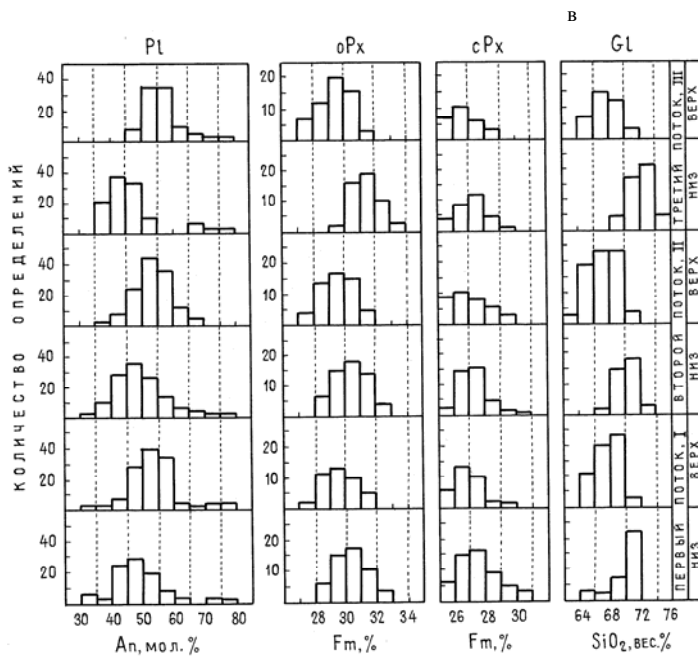 в
Pl oPx cPx Gl
40
20
20
10
ПОТОК, III
ВЕРХ
40
20
20
10
ТРЕТИЙ
НИЗ
40
20
20
10
ПОТОК, II
ВЕРХ
40
20
20
10
ВТОРОЙ
НИЗ
40
20
20
10
ПОТОК, I
ВЕРХ
40
20
20
10
ПЕРВЫЙ
НИЗ
КОЛИЧЕСТВО ОПРЕДЕЛЕНИЙ
30 40 50 60 70 80 28 30 32 34 26 28 30 64 68 72 76
An, мол. % Fm, % Fm, % SiO2, вес. %